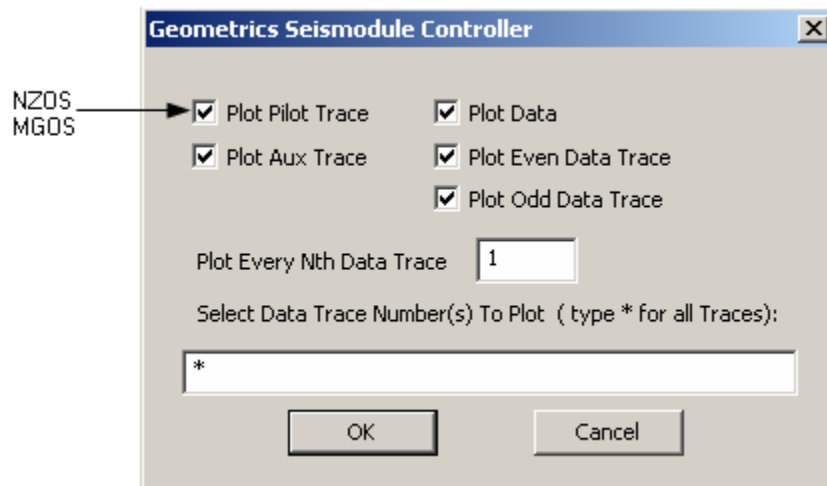 Geometrics Seismodule Controller
NZOS
MGOS
Plot Pilot Trace
Plot Data
Plot Aux Trace
Plot Even Data Trace
Plot Odd Data Trace
Plot Every Nth Data Trace 1
Select Data Trace Number(s) To Plot ( type * for all Traces):
*
OK
Cancel